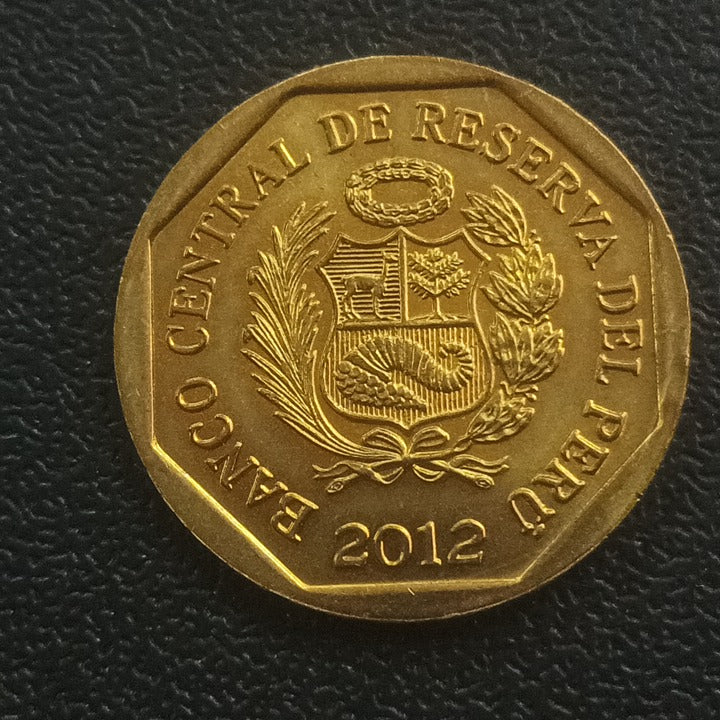 BANCO CENTRAL DE RESERVA DEL PERÚ
2012